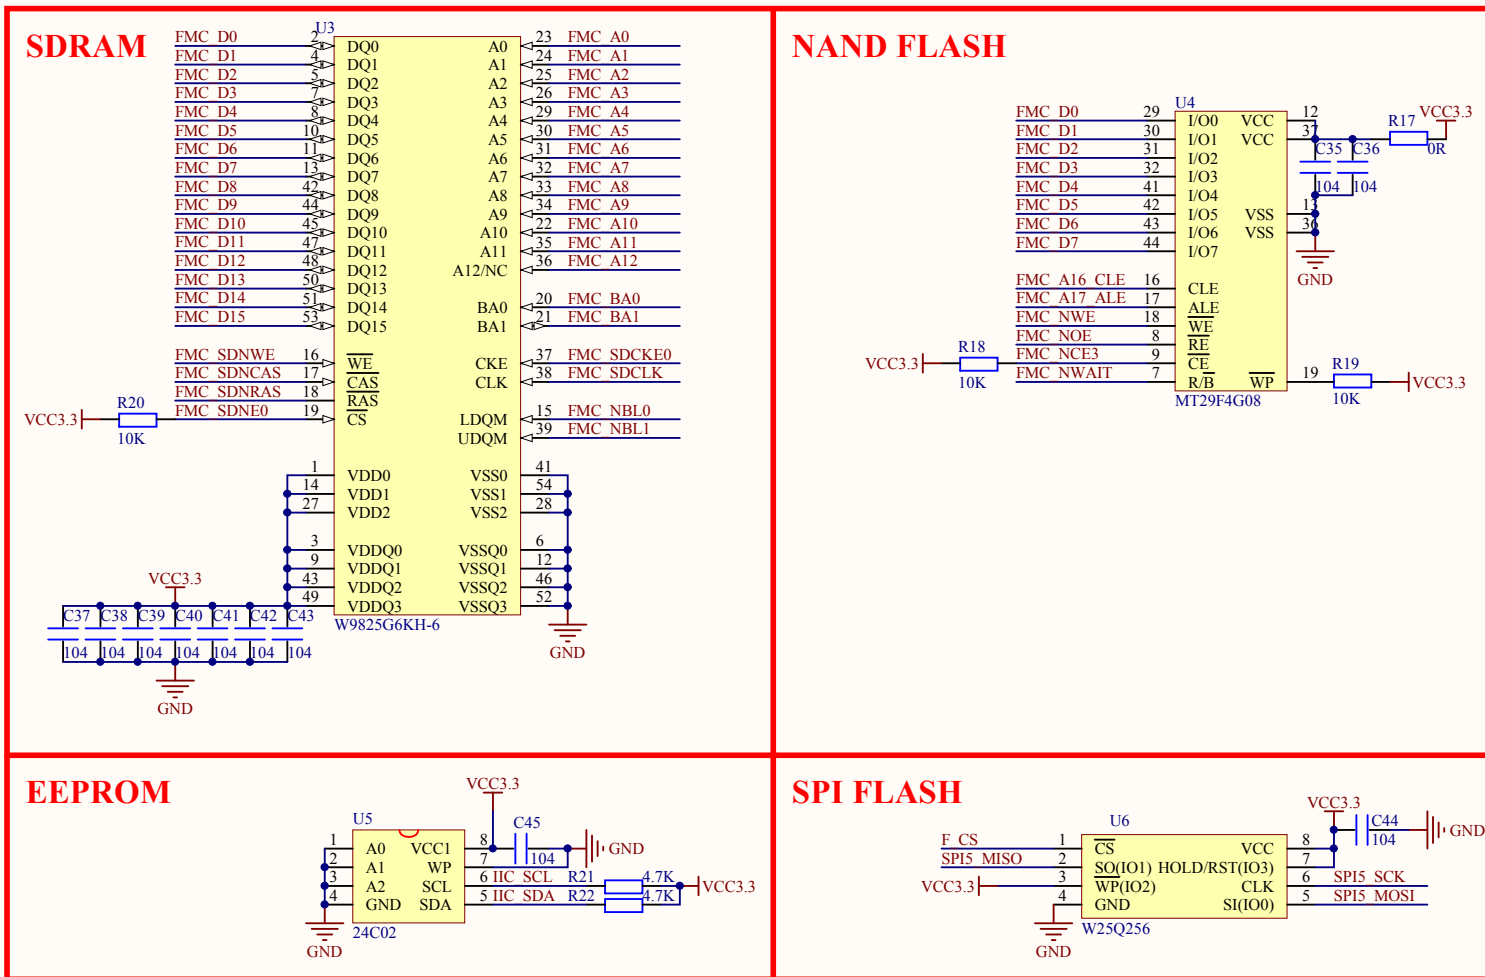 SDRAM
U3
FMC_D0 2 DQ0 A0 23 FMC_A0
FMC_D1 4 DQ1 A1 24 FMC_A1
FMC_D2 5 DQ2 A2 25 FMC_A2
FMC_D3 7 DQ3 A3 26 FMC_A3
FMC_D4 8 DQ4 A4 29 FMC_A4
FMC_D5 10 DQ5 A5 30 FMC_A5
FMC_D6 11 DQ6 A6 31 FMC_A6
FMC_D7 13 DQ7 A7 32 FMC_A7
FMC_D8 42 DQ8 A8 33 FMC_A8
FMC_D9 44 DQ9 A9 34 FMC_A9
FMC_D10 45 DQ10 A10 22 FMC_A10
FMC_D11 47 DQ11 A11 35 FMC_A11
FMC_D12 48 DQ12 A12/NC 36 FMC_A12
FMC_D13 50 DQ13
FMC_D14 51 DQ14 BA0 20 FMC_BA0
FMC_D15 53 DQ15 BA1 21 FMC_BA1
FMC_SDNWE 16 WE CKE 37 FMC_SDCKE0
FMC_SDNCAS 17 CAS CLK 38 FMC_SDCLK
FMC_SDNRAS 18 RAS
VCC3.3 R20 10K FMC_SDNE0 19 CS LDQM 15 FMC_NBL0
UDQM 39 FMC_NBL1
1 VDD0 VSS0 41
14 VDD1 VSS1 54
27 VDD2 VSS2 28
3 VDDQ0 VSSQ0 6
9 VDDQ1 VSSQ1 12
43 VDDQ2 VSSQ2 46
49 VDDQ3 VSSQ3 52
VCC3.3
C37 C38 C39 C40 C41 C42 C43
W9825G6KH-6
104 104 104 104 104 104 104
GND
GND
NAND FLASH
U4
FMC_D0 29 I/O0 VCC 12
FMC_D1 30 I/O1 VCC 37
R17 0R VCC3.3
C35 C36
104 104
FMC_D2 31 I/O2
FMC_D3 32 I/O3
FMC_D4 41 I/O4
FMC_D5 42 I/O5 VSS 13
FMC_D6 43 I/O6 VSS 36
FMC_D7 44 I/O7
GND
FMC_A16_CLE 16 CLE
FMC_A17_ALE 17 ALE
FMC_NWE 18 WE
FMC_NOE 8 RE
VCC3.3 R18 10K FMC_NCE3 9 CE
FMC_NWAIT 7 R/B WP 19 R19 10K VCC3.3
MT29F4G08
EEPROM
VCC3.3
U5
C45
104
GND
1 A0 VCC1 8
2 A1 WP 7
3 A2 SCL 6 IIC_SCL R21 4.7K
4 GND SDA 5 IIC_SDA R22 4.7K
VCC3.3
24C02
GND
SPI FLASH
VCC3.3
U6
C44
104
GND
F_CS 1 CS VCC 8
SPI5_MISO 2 SO(IO1) HOLD/RST(IO3) 7
VCC3.3 3 WP(IO2) CLK 6 SPI5_SCK
4 GND SI(IO0) 5 SPI5_MOSI
W25Q256
GND